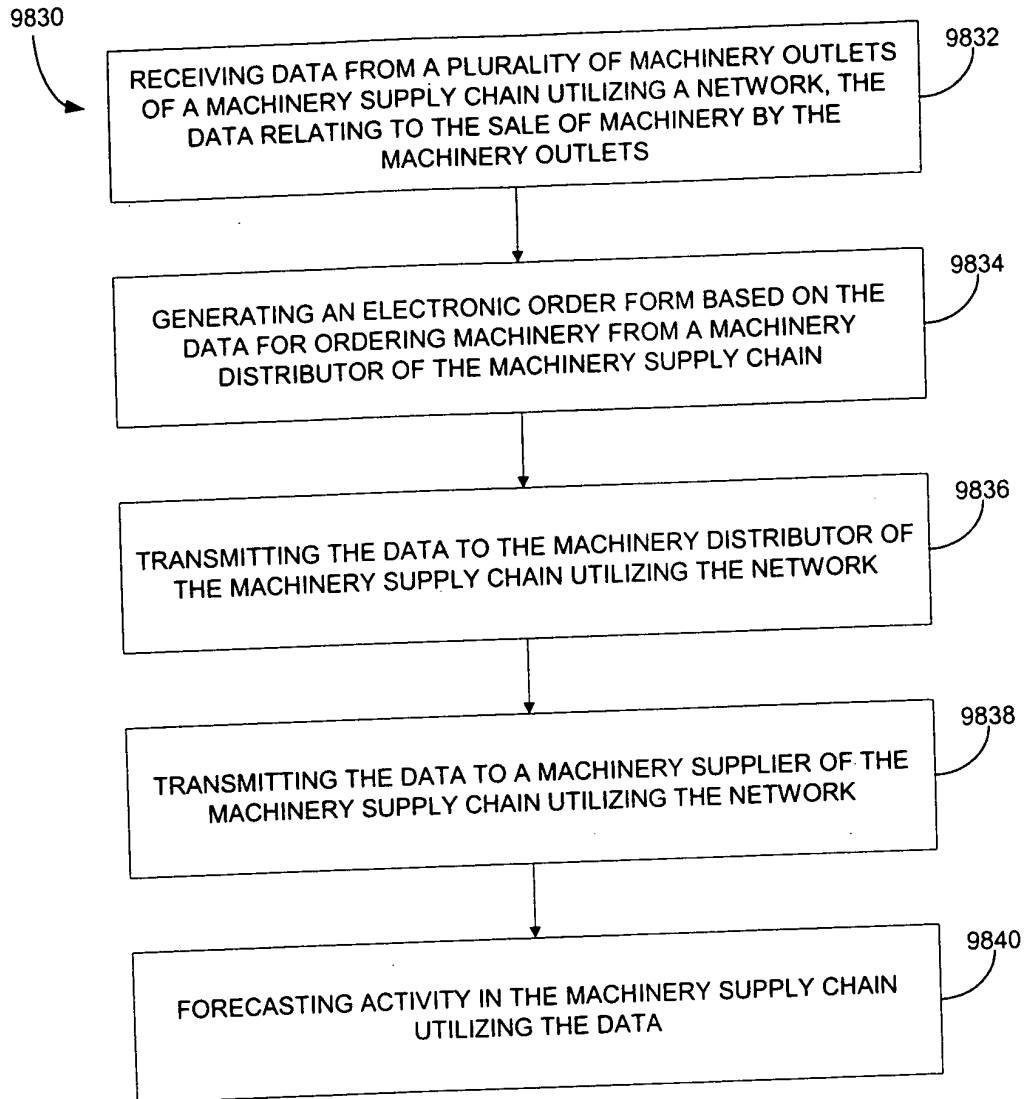 9830
9832
RECEIVING DATA FROM A PLURALITY OF MACHINERY OUTLETS
OF A MACHINERY SUPPLY CHAIN UTILIZING A NETWORK, THE
DATA RELATING TO THE SALE OF MACHINERY BY THE
MACHINERY OUTLETS
9834
GENERATING AN ELECTRONIC ORDER FORM BASED ON THE
DATA FOR ORDERING MACHINERY FROM A MACHINERY
DISTRIBUTOR OF THE MACHINERY SUPPLY CHAIN
9836
TRANSMITTING THE DATA TO THE MACHINERY DISTRIBUTOR OF
THE MACHINERY SUPPLY CHAIN UTILIZING THE NETWORK
9838
TRANSMITTING THE DATA TO A MACHINERY SUPPLIER OF THE
MACHINERY SUPPLY CHAIN UTILIZING THE NETWORK
9840
FORECASTING ACTIVITY IN THE MACHINERY SUPPLY CHAIN
UTILIZING THE DATA